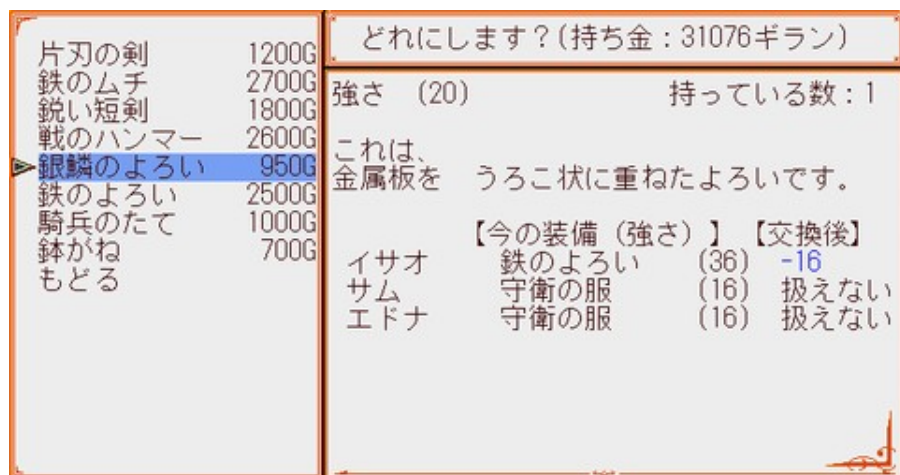 片刃の剣 1200G
鉄のムチ 2700G
鋭い短剣 1800G
戦のハンマー 2600G
銀鱗のよろい 950G
鉄のよろい 2500G
騎兵のたて 1000G
鉢がね 700G
もどる
どれにします?(持ち金:31076ギラン)
強さ (20) 持っている数:1
これは、
金属板を うろこ状に重ねたよろいです。
【今の装備(強さ)】【交換後】
イサオ 鉄のよろい (36) -16
サム 守衛の服 (16) 扱えない
エドナ 守衛の服 (16) 扱えない